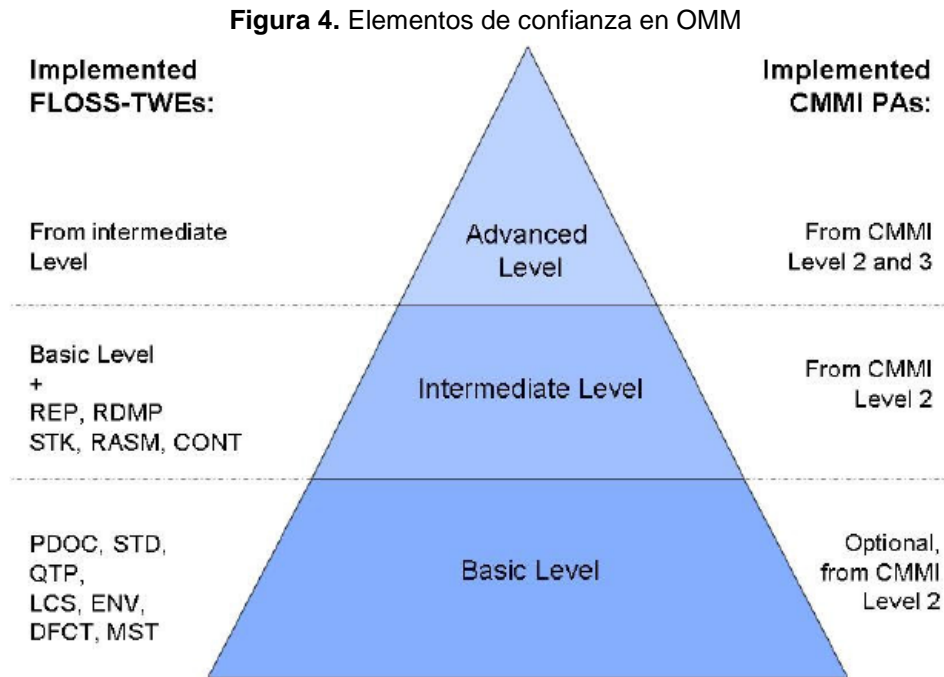 Figura 4. Elementos de confianza en OMM
Implemented
FLOSS-TWEs:
Implemented
CMMI PAs:
From intermediate
Level
Advanced
Level
From CMMI
Level 2 and 3
Basic Level
+
REP, RDMP
STK, RASM, CONT
Intermediate Level
From CMMI
Level 2
PDOC, STD,
QTP,
LCS, ENV,
DFCT, MST
Basic Level
Optional,
from CMMI
Level 2